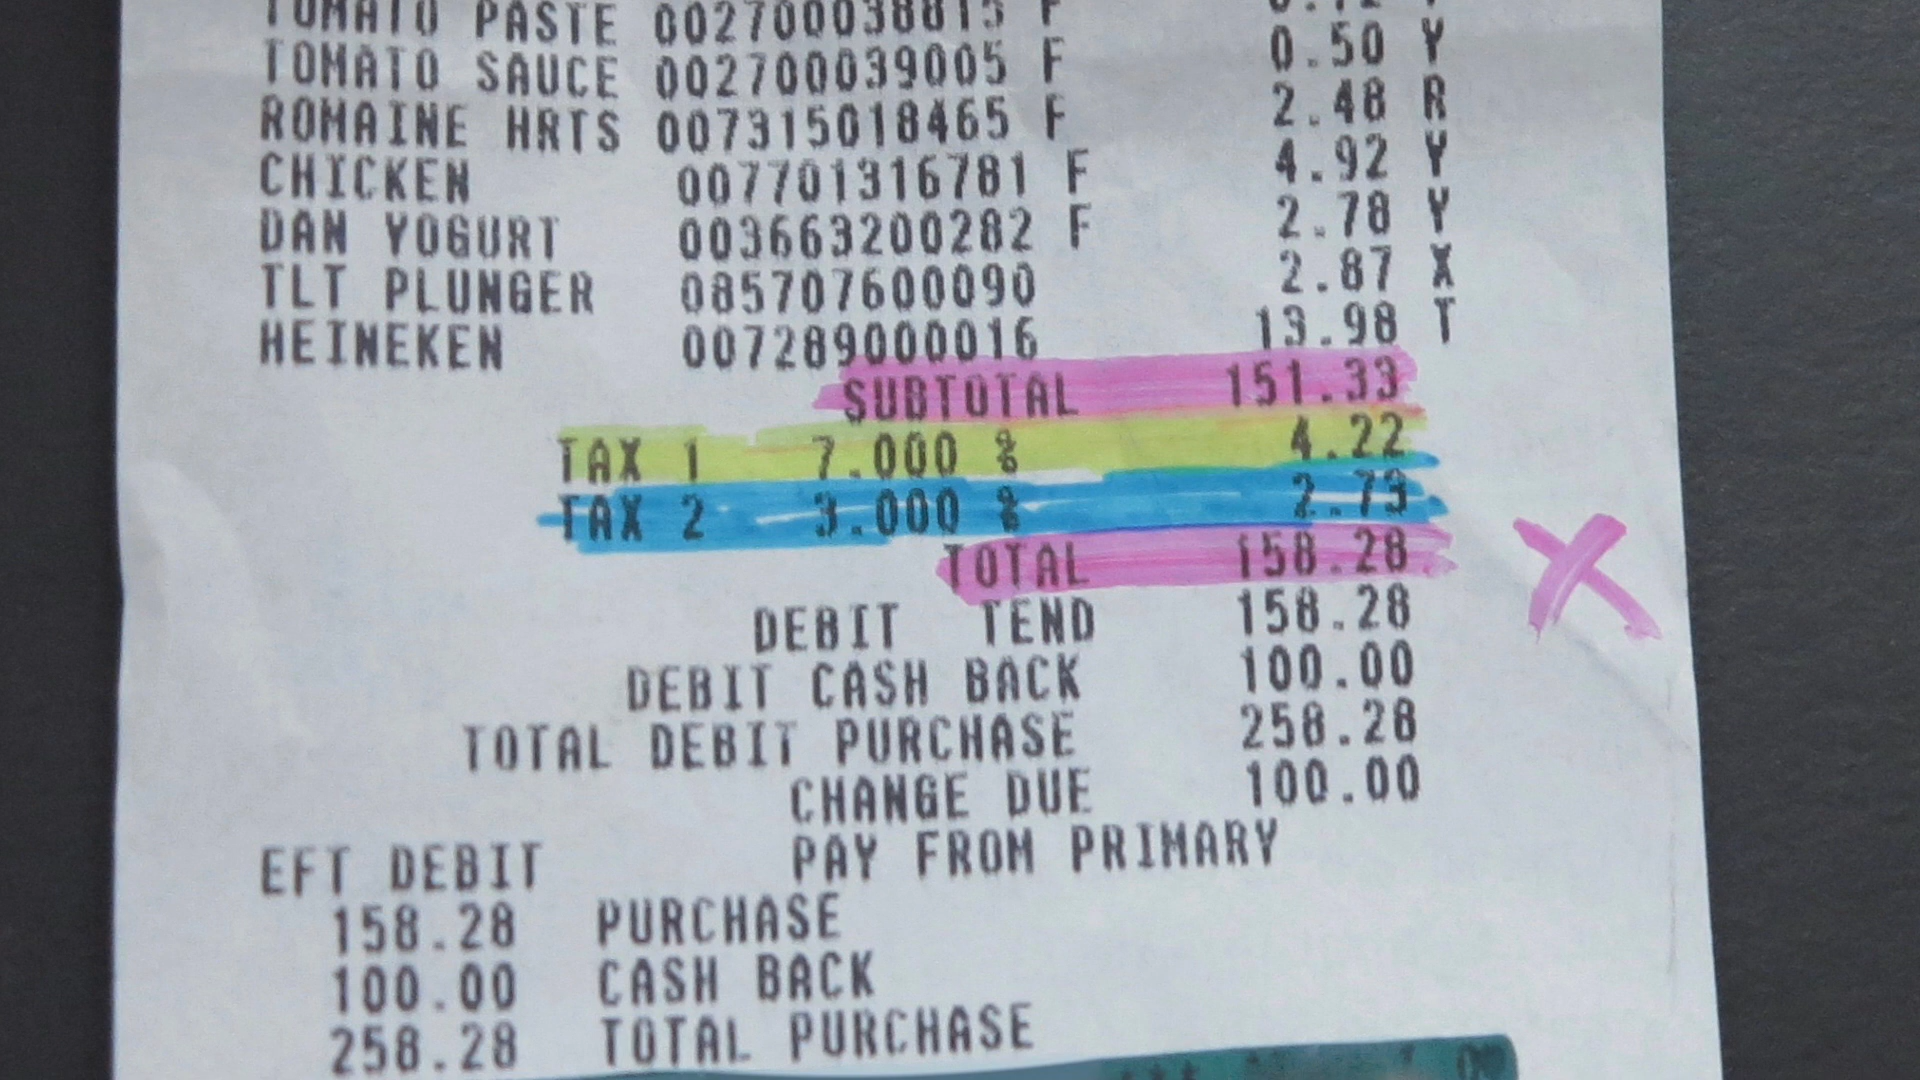 TOMATO PASTE 002700038815 F
TOMATO SAUCE 002700039005 F 0.50 Y
ROMAINE HRTS 007315018465 F 2.48 R
CHICKEN 007701316781 F 4.92 Y
DAN YOGURT 003663200282 F 2.78 Y
TLT PLUNGER 085707600090 2.87 X
HEINEKEN 007289000016 13.98 T
SUBTOTAL 151.33
TAX 1 7.000 % 4.22
TAX 2 3.000 % 2.73
TOTAL 158.28
DEBIT TEND 158.28
DEBIT CASH BACK 100.00
TOTAL DEBIT PURCHASE 258.28
CHANGE DUE 100.00
EFT DEBIT PAY FROM PRIMARY
158.28 PURCHASE
100.00 CASH BACK
258.28 TOTAL PURCHASE